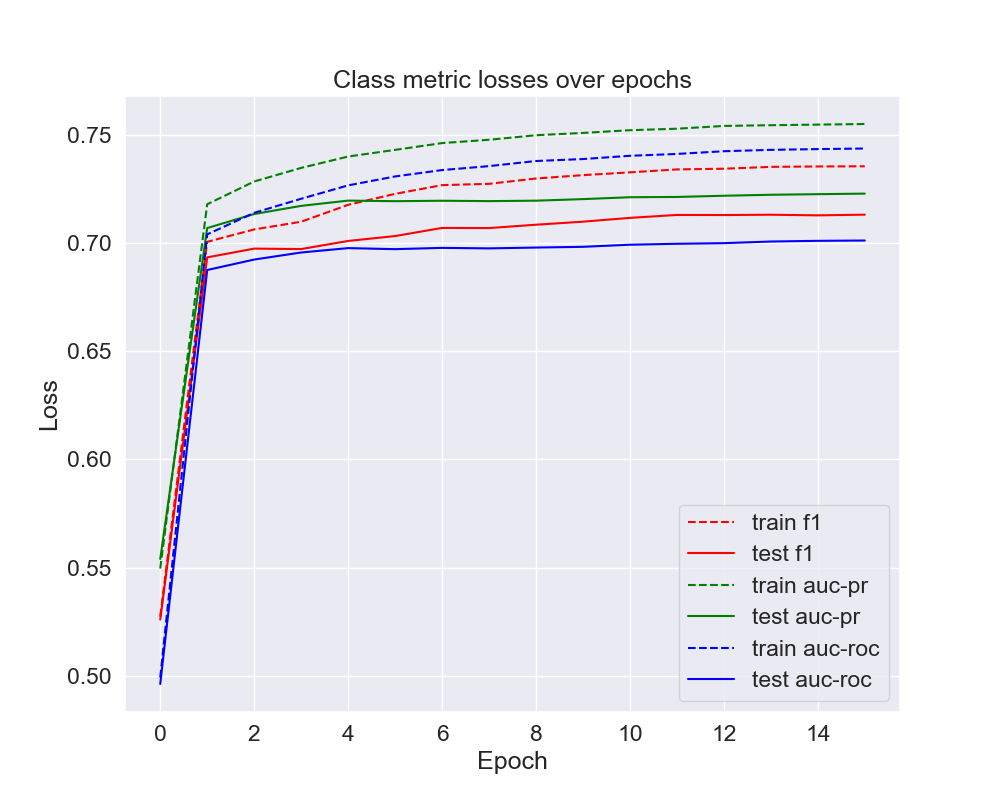 Class metric losses over epochs
0.75
0.70
0.65
0.60
0.55
0.50
Loss
train f1
test f1
train auc-pr
test auc-pr
train auc-roc
test auc-roc
0 2 4 6 8 10 12 14
Epoch